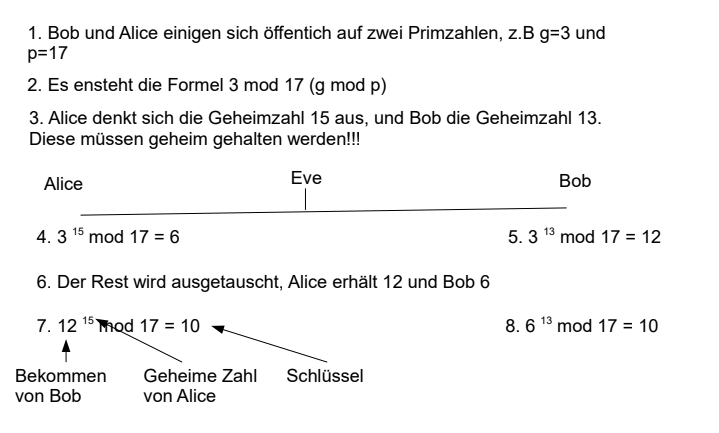 1. Bob und Alice einigen sich öffentich auf zwei Primzahlen, z.B g=3 und
p=17
2. Es ensteht die Formel 3 mod 17 (g mod p)
3. Alice denkt sich die Geheimzahl 15 aus, und Bob die Geheimzahl 13.
Diese müssen geheim gehalten werden!!!
Alice Eve Bob
4. 3 ¹⁵ mod 17 = 6 5. 3 ¹³ mod 17 = 12
6. Der Rest wird ausgetauscht, Alice erhält 12 und Bob 6
7. 12 ¹⁵ mod 17 = 10 8. 6 ¹³ mod 17 = 10
Bekommen Geheime Zahl Schlüssel
von Bob von Alice